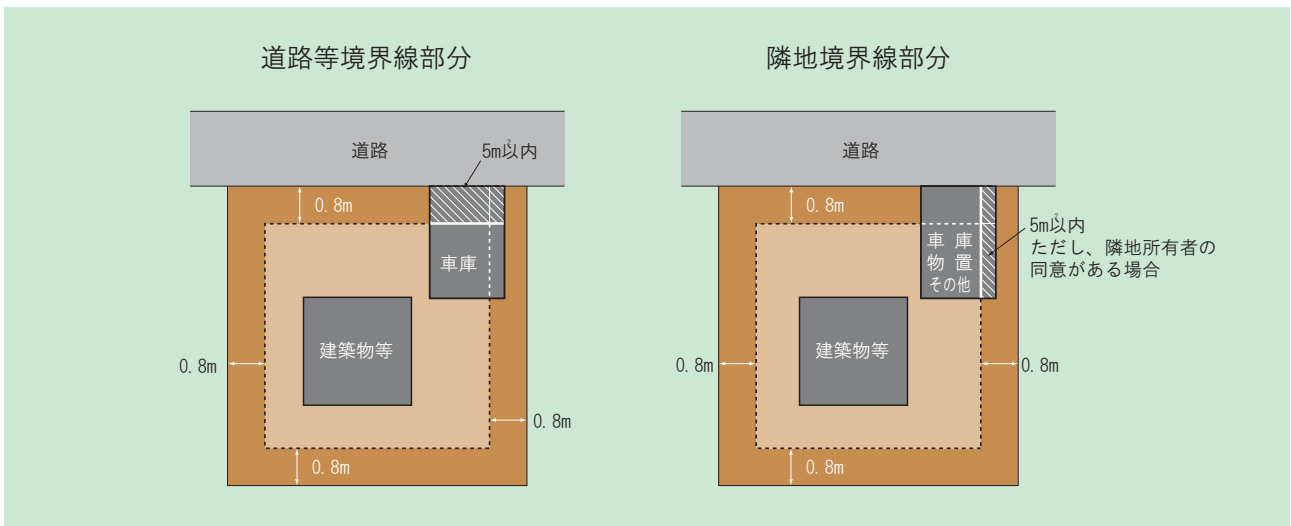 道路等境界線部分
道路
5m²以内
0.8m
車庫
建築物等
0.8m
0.8m
0.8m
隣地境界線部分
道路
0.8m
車庫
物置
その他
5m²以内
ただし、隣地所有者の
同意がある場合
建築物等
0.8m
0.8m
0.8m